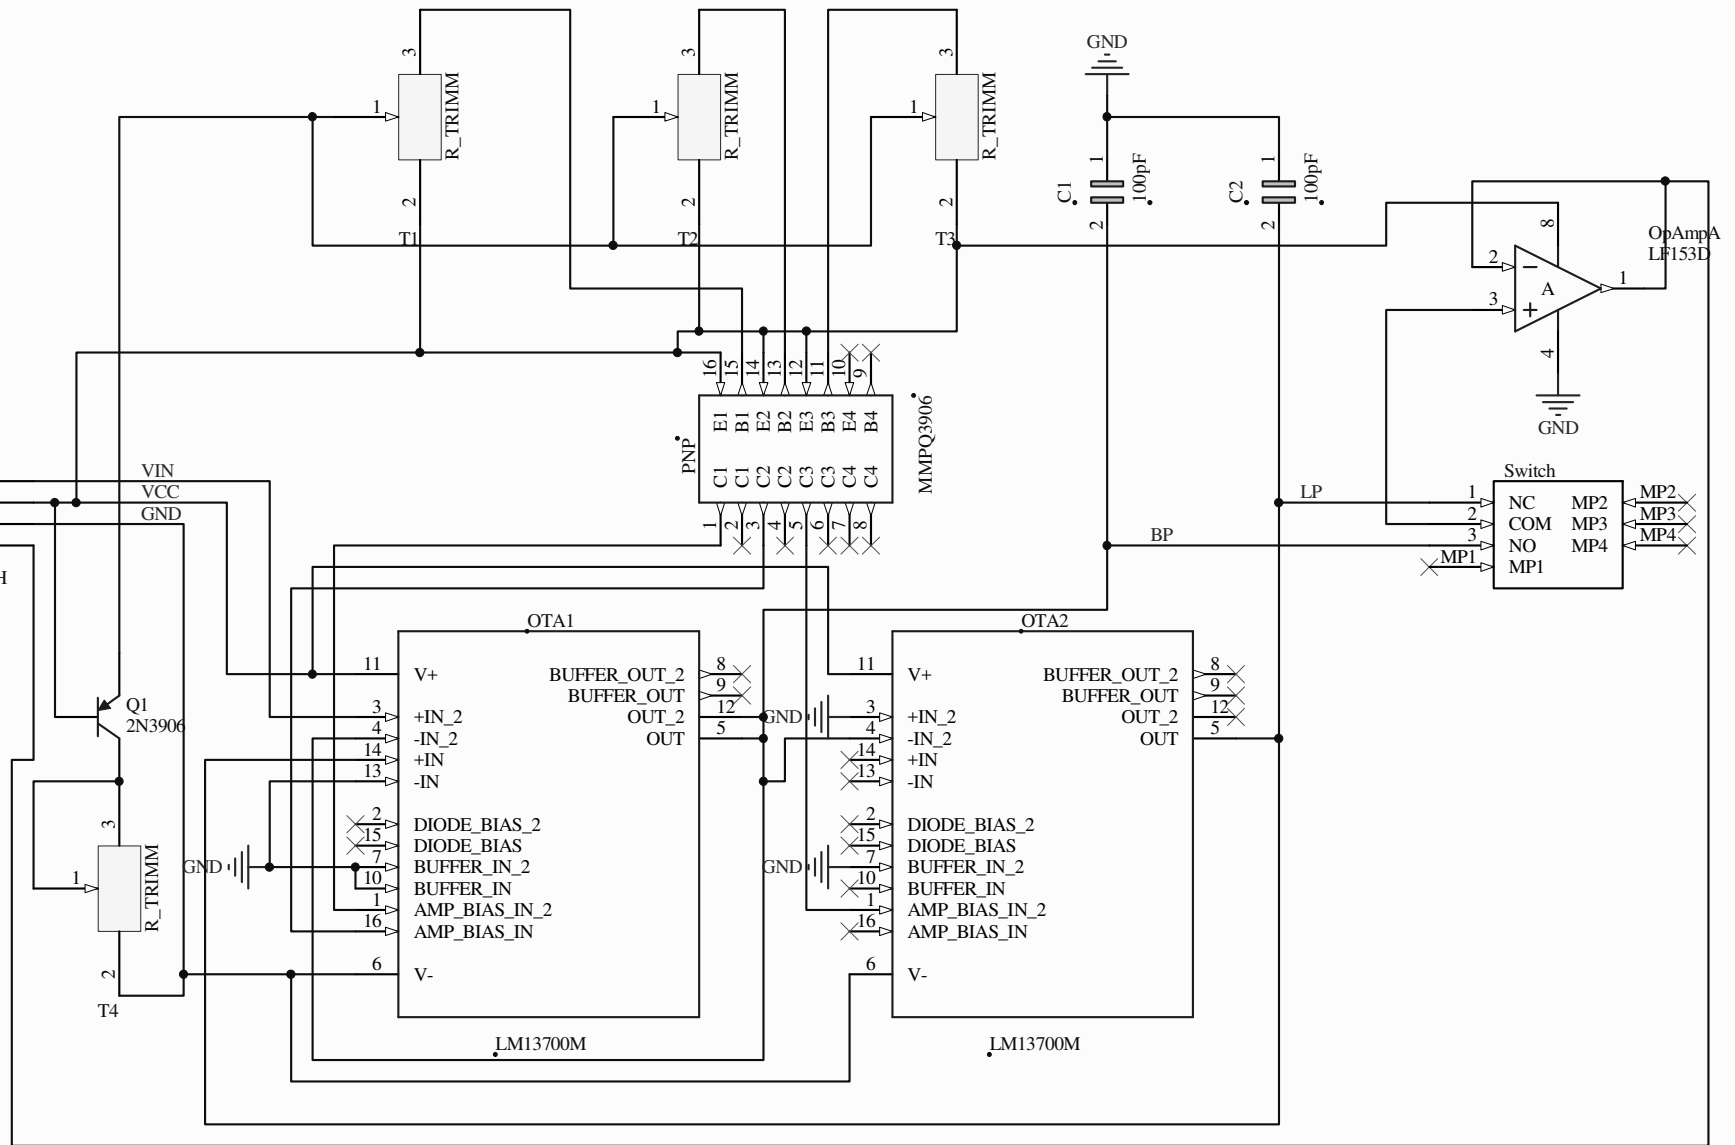 3
1
R_TRIMM
2
T1
3
1
R_TRIMM
2
T2
3
1
R_TRIMM
2
T3
GND
1
C1
100pF
2
1
C2
100pF
2
8
OpAmpA
LF153D
2
A
1
3
4
GND
16
15
14
13
12
11
10
9
E1
B1
E2
B2
E3
B3
E4
B4
PNP
MMPQ3906
C1
C1
C2
C2
C3
C3
C4
C4
1
2
3
4
5
6
7
8
VIN
VCC
GND
H
Switch
LP
1 NC MP2 MP2
2 COM MP3 MP3
BP
3 NO MP4 MP4
MP1 MP1
Q1
2N3906
3
1
R_TRIMM
2
T4
OTA1
11 V+ BUFFER_OUT_2 8
BUFFER_OUT 9
3 +IN_2 OUT_2 12
4 -IN_2 OUT 5
14 +IN
13 -IN
2 DIODE_BIAS_2
15 DIODE_BIAS
GND 7 BUFFER_IN_2
10 BUFFER_IN
1 AMP_BIAS_IN_2
16 AMP_BIAS_IN
6 V-
LM13700M
OTA2
11 V+ BUFFER_OUT_2 8
BUFFER_OUT 9
GND 3 +IN_2 OUT_2 12
4 -IN_2 OUT 5
14 +IN
13 -IN
2 DIODE_BIAS_2
15 DIODE_BIAS
GND 7 BUFFER_IN_2
10 BUFFER_IN
1 AMP_BIAS_IN_2
16 AMP_BIAS_IN
6 V-
LM13700M